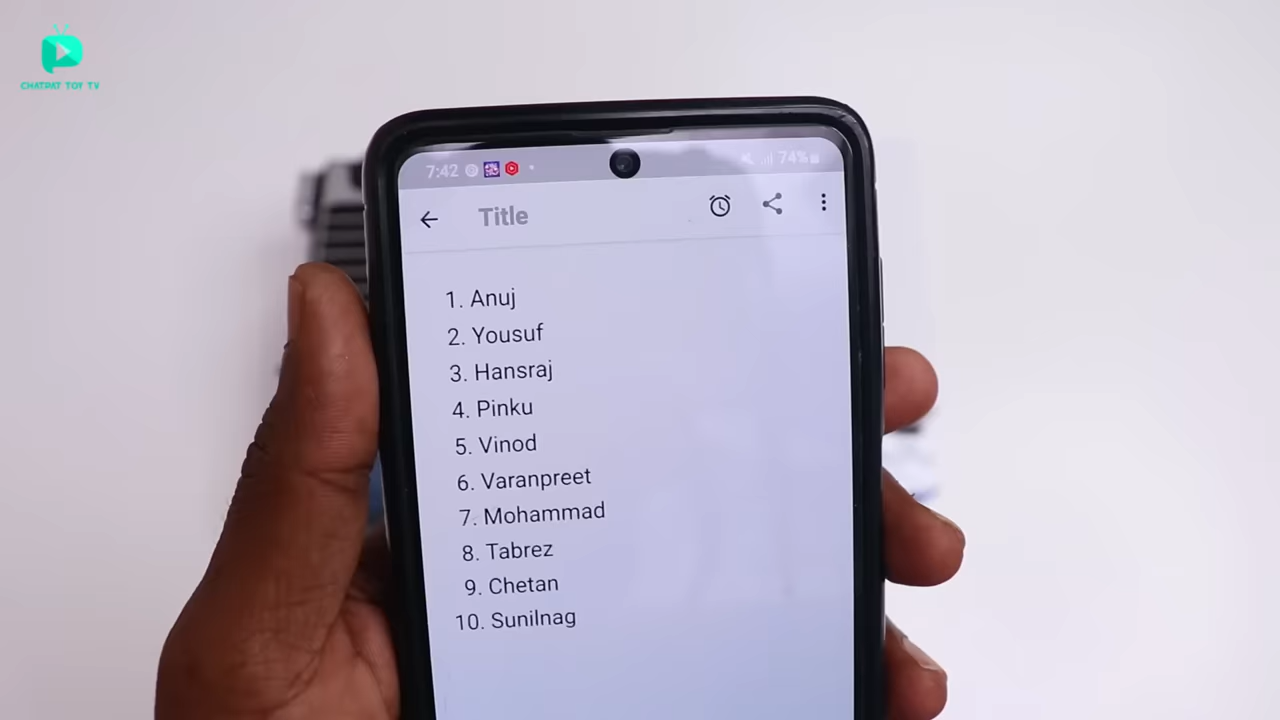 CHATPAT TOY TV
7:42 74%
Title
1. Anuj
2. Yousuf
3. Hansraj
4. Pinku
5. Vinod
6. Varanpreet
7. Mohammad
8. Tabrez
9. Chetan
10. Sunilnag